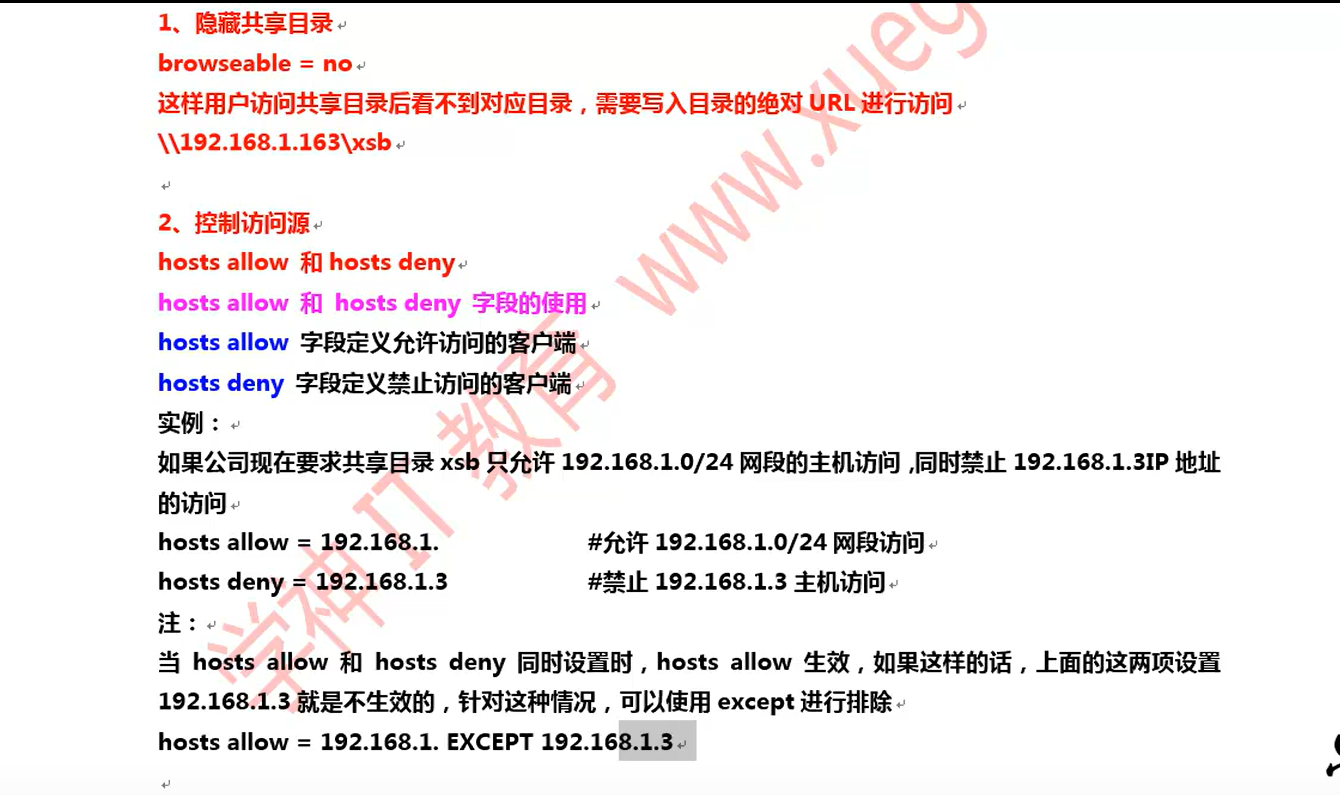 1、隐藏共享目录
browseable = no
这样用户访问共享目录后看不到对应目录，需要写入目录的绝对 URL 进行访问
\\192.168.1.163\xsb
2、控制访问源
hosts allow 和 hosts deny
hosts allow 和 hosts deny 字段的使用
hosts allow 字段定义允许访问的客户端
hosts deny 字段定义禁止访问的客户端
实例：
如果公司现在要求共享目录 xsb 只允许 192.168.1.0/24 网段的主机访问 ,同时禁止 192.168.1.3IP 地址
的访问
hosts allow = 192.168.1. #允许 192.168.1.0/24 网段访问
hosts deny = 192.168.1.3 #禁止 192.168.1.3 主机访问
注：
当 hosts allow 和 hosts deny 同时设置时，hosts allow 生效，如果这样的话，上面的这两项设置
192.168.1.3 就是不生效的，针对这种情况，可以使用 except 进行排除
hosts allow = 192.168.1. EXCEPT 192.168.1.3
学神 IT 教育 www.xueg